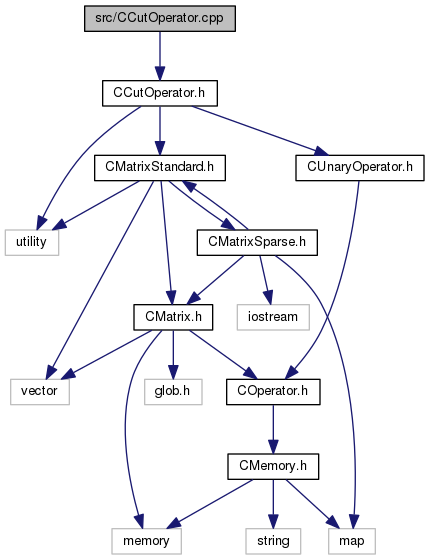 src/CCutOperator.cpp
CCutOperator.h
CMatrixStandard.h
CUnaryOperator.h
utility
CMatrixSparse.h
CMatrix.h
iostream
vector
glob.h
COperator.h
CMemory.h
memory
string
map